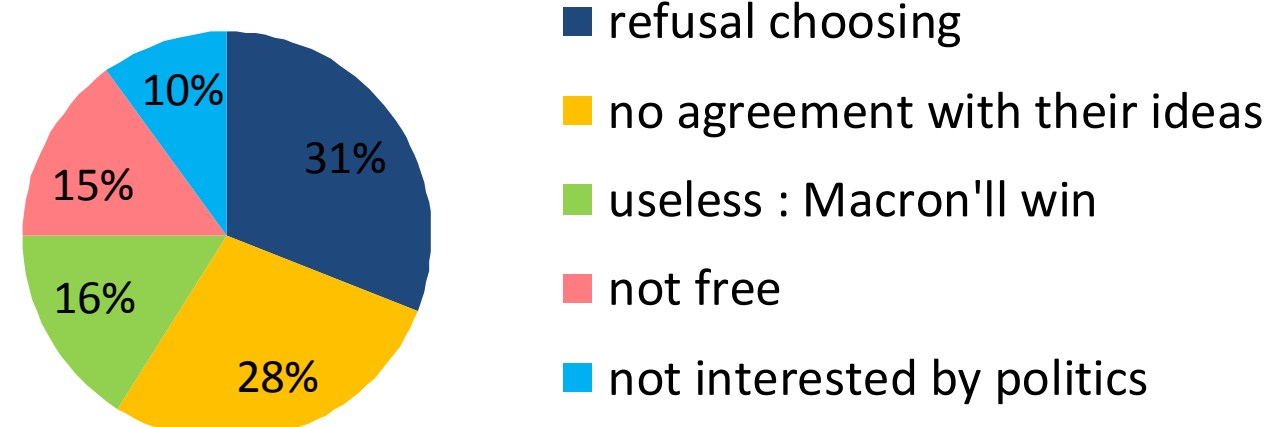 10%
31%
15%
16%
28%
refusal choosing
no agreement with their ideas
useless : Macron'll win
not free
not interested by politics